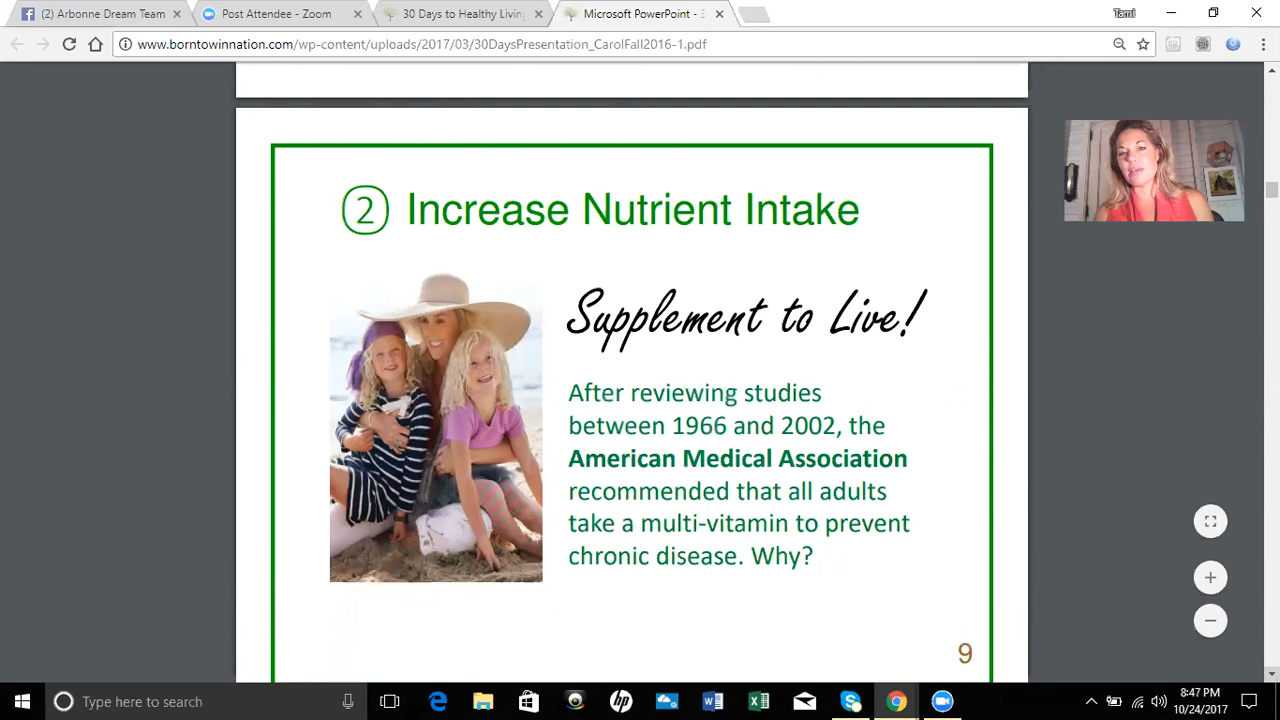 (2) Arbonne Dream Team
Post Attendee - Zoom
30 Days to Healthy Livin
Microsoft PowerPoint - 
Tami
www.borntowinnation.com/wp-content/uploads/2017/03/30DaysPresentation_CarolFall2016-1.pdf
2 Increase Nutrient Intake
Supplement to Live!
After reviewing studies
between 1966 and 2002, the
American Medical Association
recommended that all adults
take a multi-vitamin to prevent
chronic disease. Why?
9
Type here to search
8:47 PM
10/24/2017